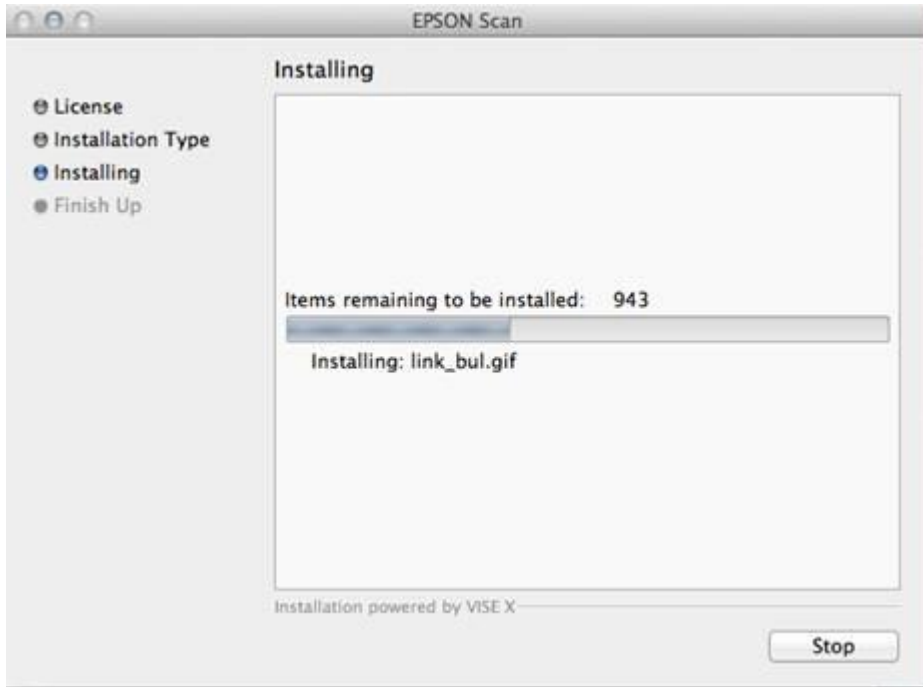 EPSON Scan
Installing
License
Installation Type
Installing
Finish Up
Items remaining to be installed: 943
Installing: link_bul.gif
Installation powered by VISE X
Stop